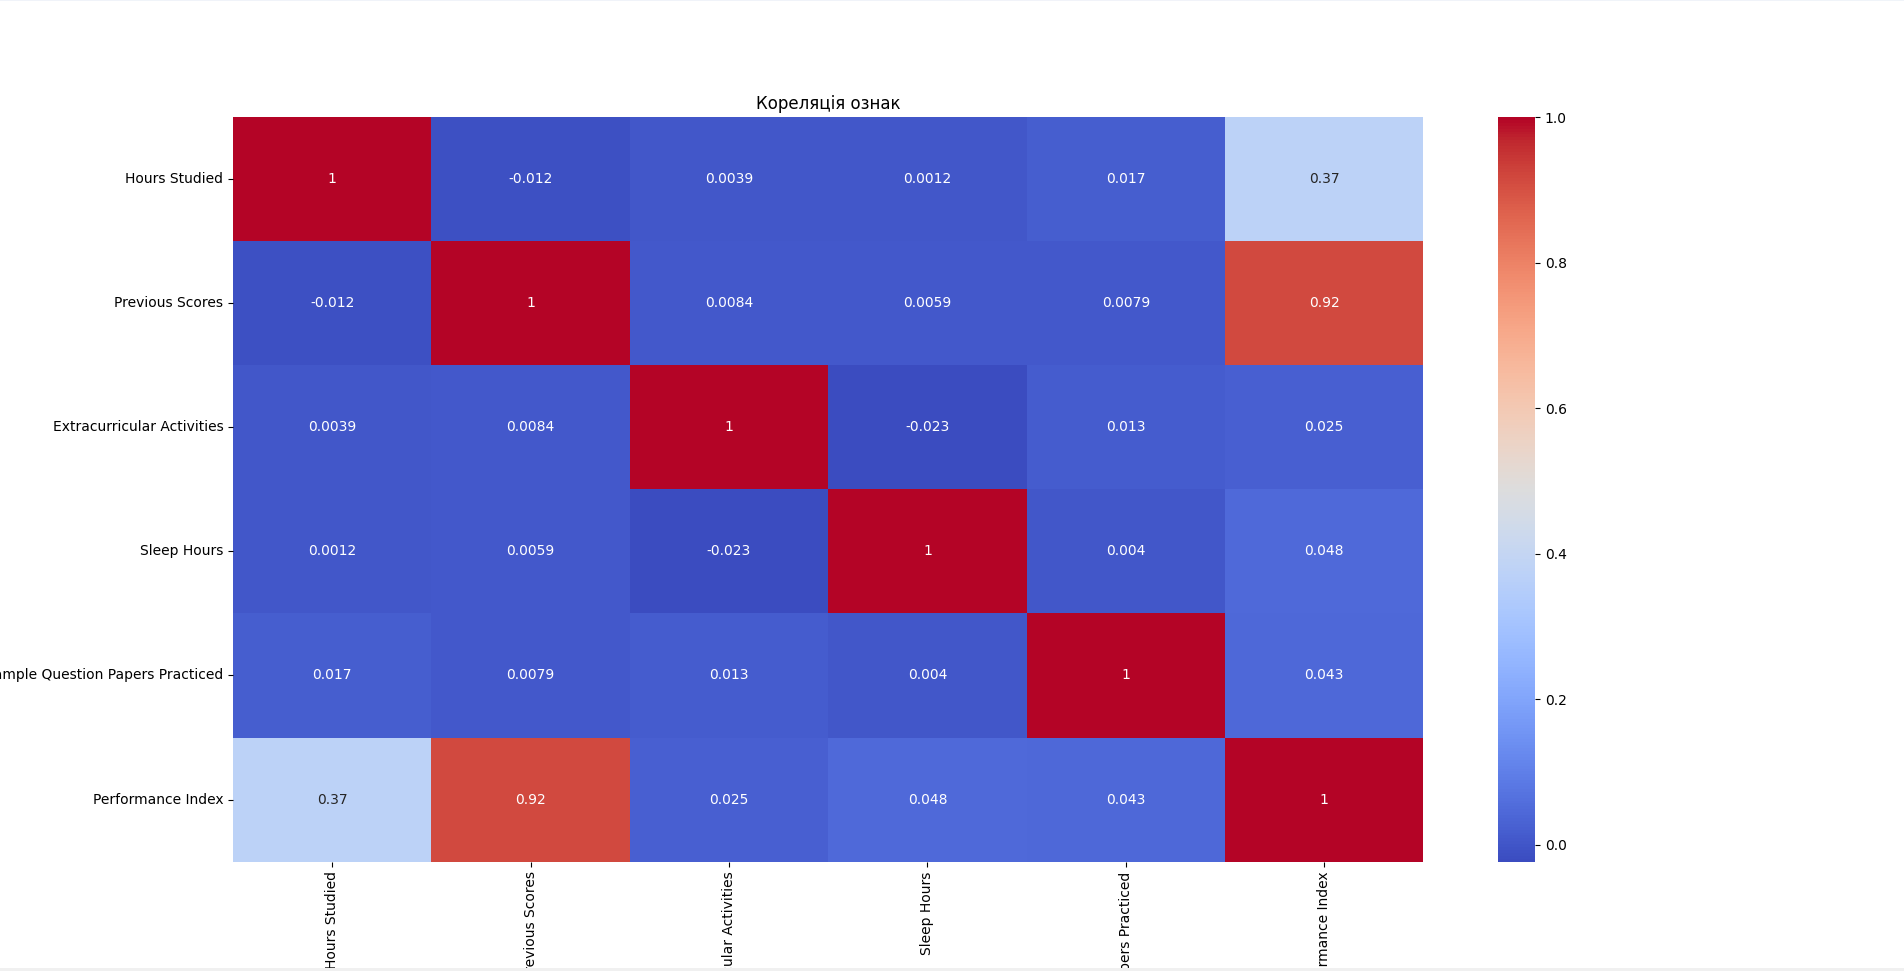 Кореляція ознак
Hours Studied 1 -0.012 0.0039 0.0012 0.017 0.37
Previous Scores -0.012 1 0.0084 0.0059 0.0079 0.92
Extracurricular Activities 0.0039 0.0084 1 -0.023 0.013 0.025
Sleep Hours 0.0012 0.0059 -0.023 1 0.004 0.048
ample Question Papers Practiced 0.017 0.0079 0.013 0.004 1 0.043
Performance Index 0.37 0.92 0.025 0.048 0.043 1
Hours Studied
evious Scores
ular Activities
Sleep Hours
pers Practiced
rmance Index
1.0
0.8
0.6
0.4
0.2
0.0